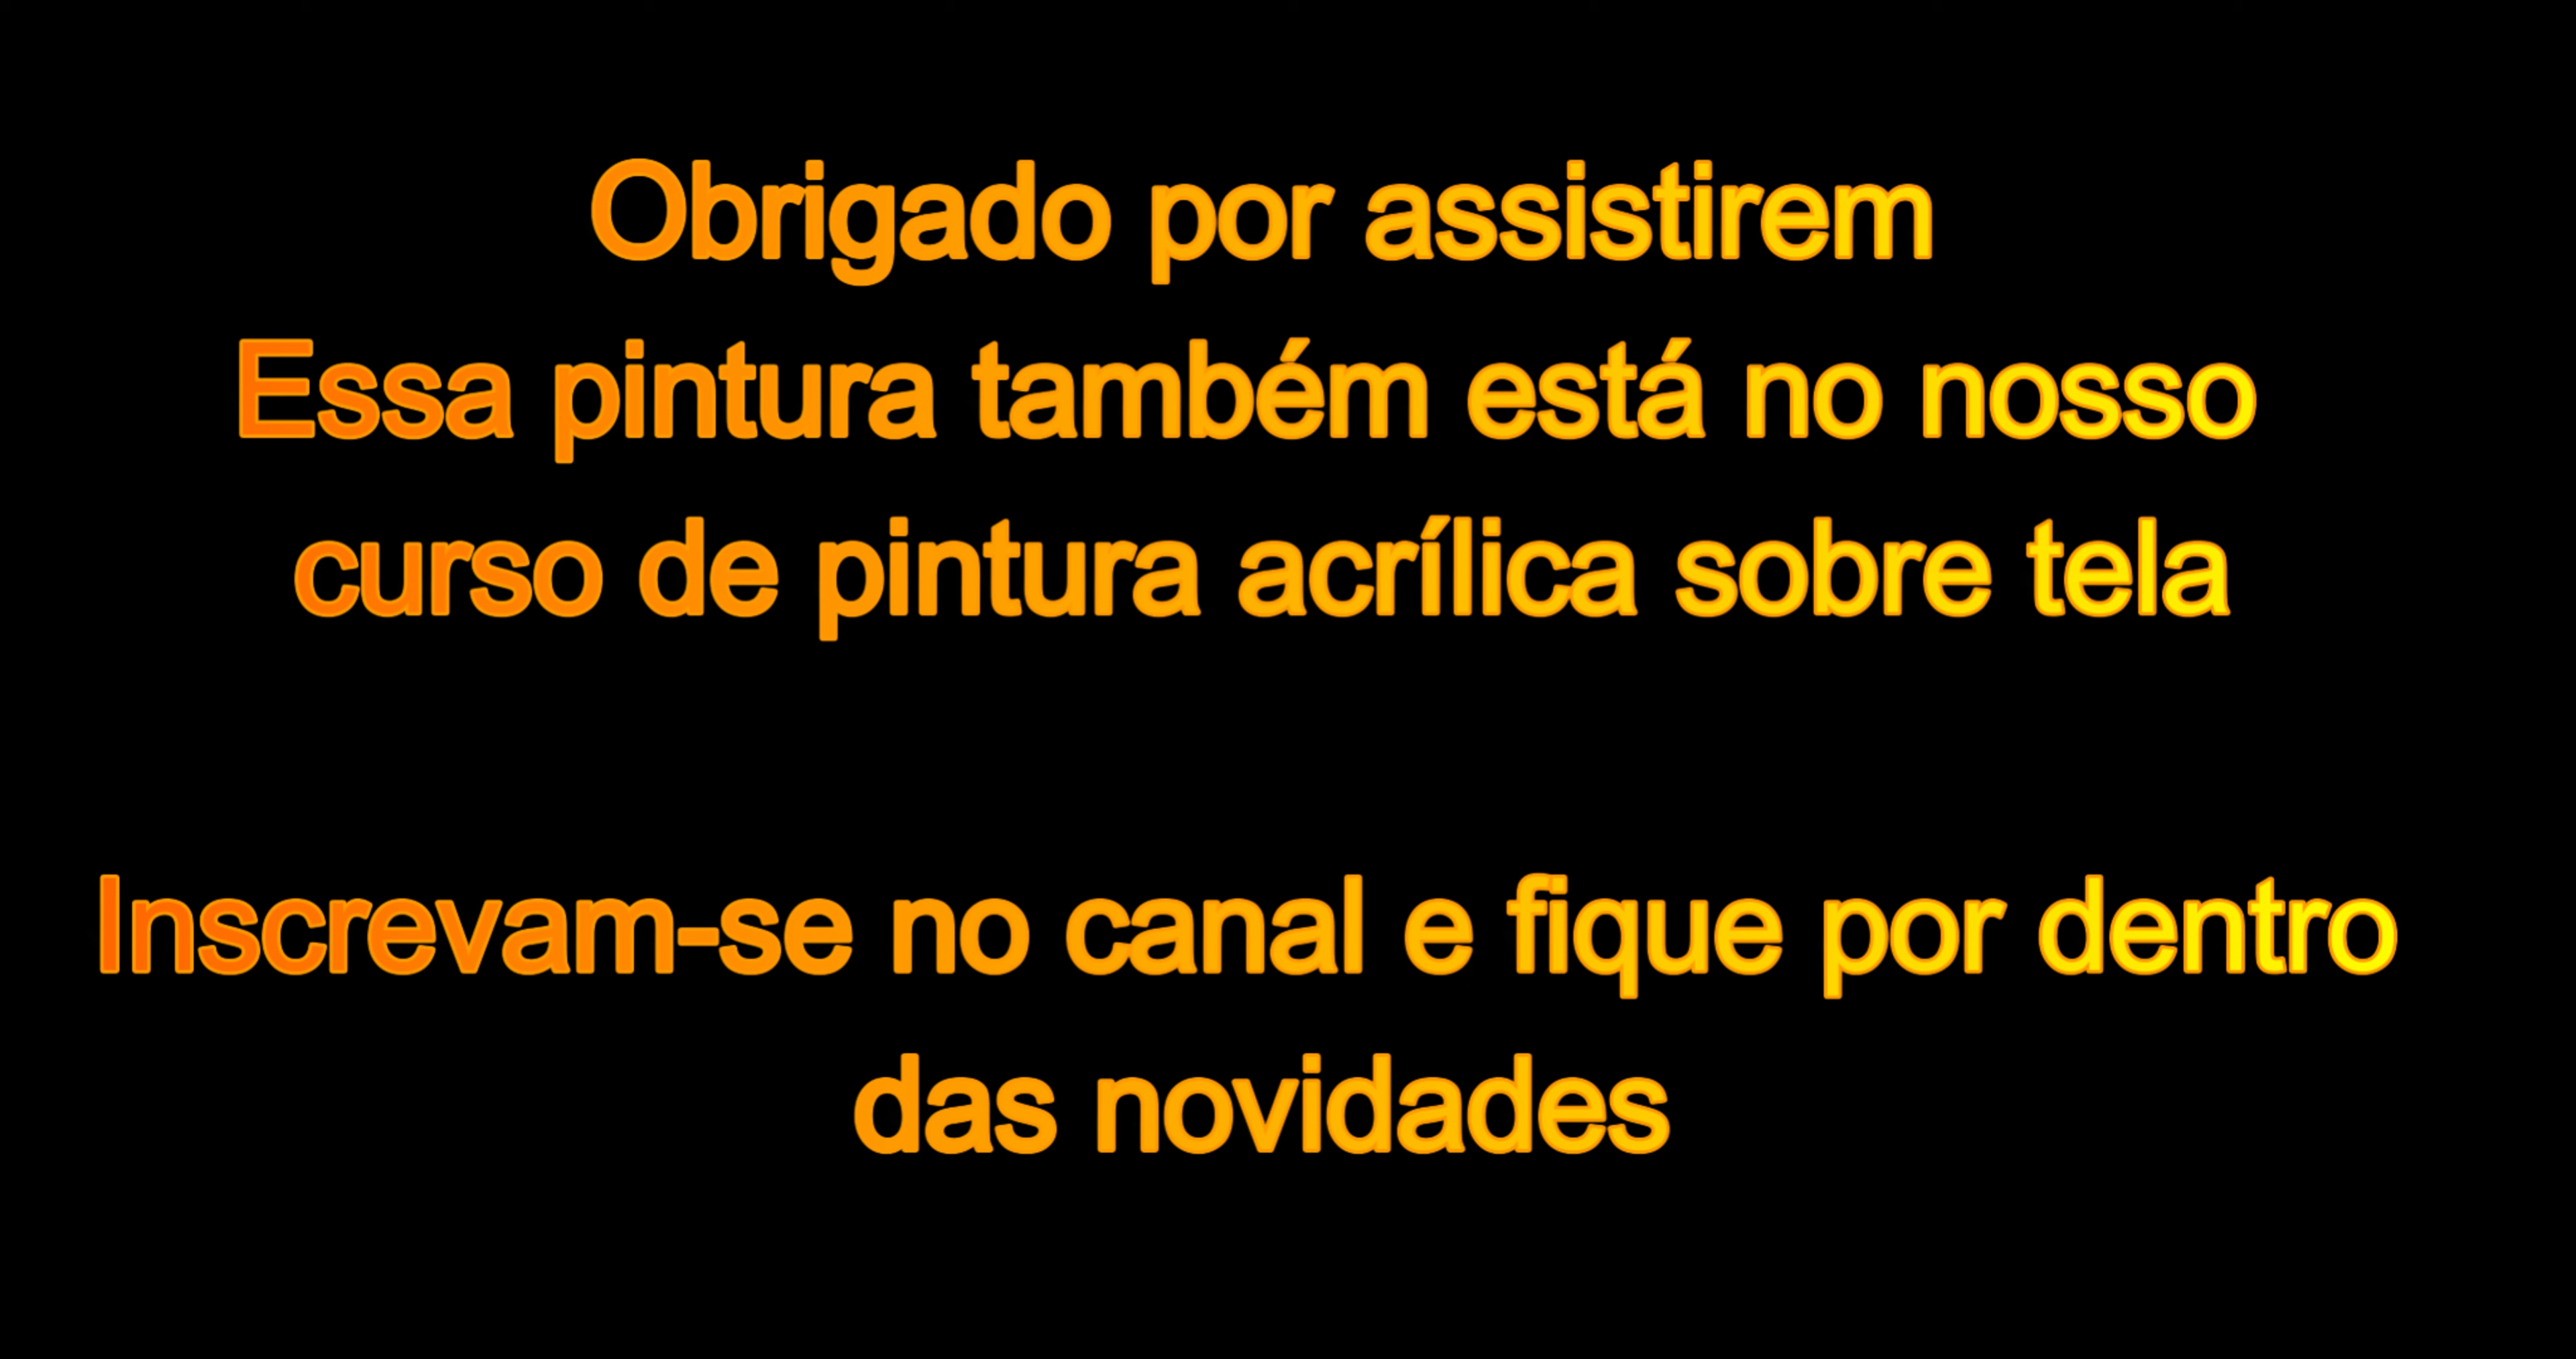 Obrigado por assistirem
Essa pintura também está no nosso
curso de pintura acrílica sobre tela
Inscrevam-se no canal e fique por dentro
das novidades